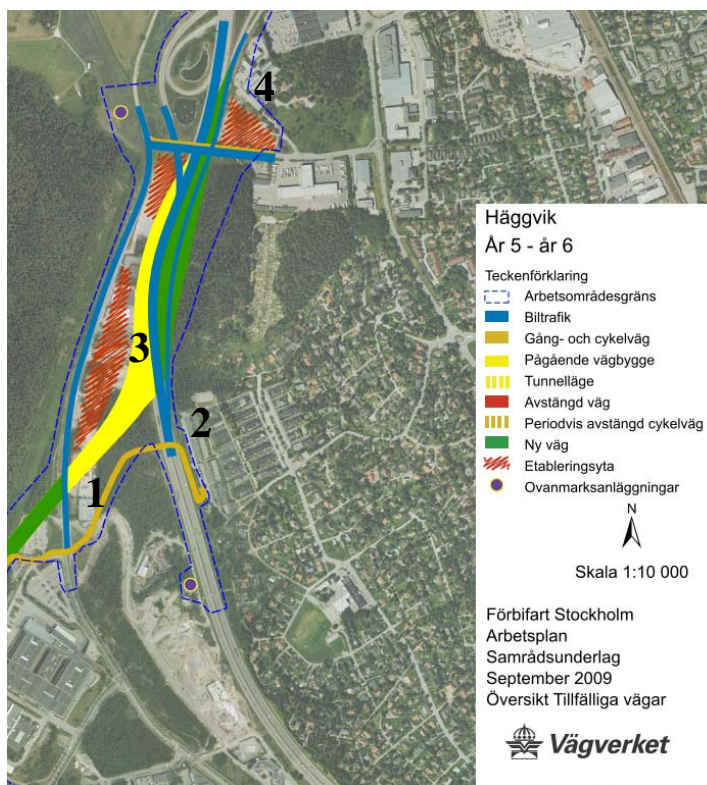 4
3
2
1
Häggvik
År 5 - år 6
Teckenförklaring
Arbetsområdesgräns
Biltrafik
Gång- och cykelväg
Pågående vägbygge
Tunnelläge
Avstängd väg
Periodvis avstängd cykelväg
Ny väg
Etableringsyta
Ovanmarksanläggningar
N
Skala 1:10 000
Förbifart Stockholm
Arbetsplan
Samrådsunderlag
September 2009
Översikt Tillfälliga vägar
Vägverket